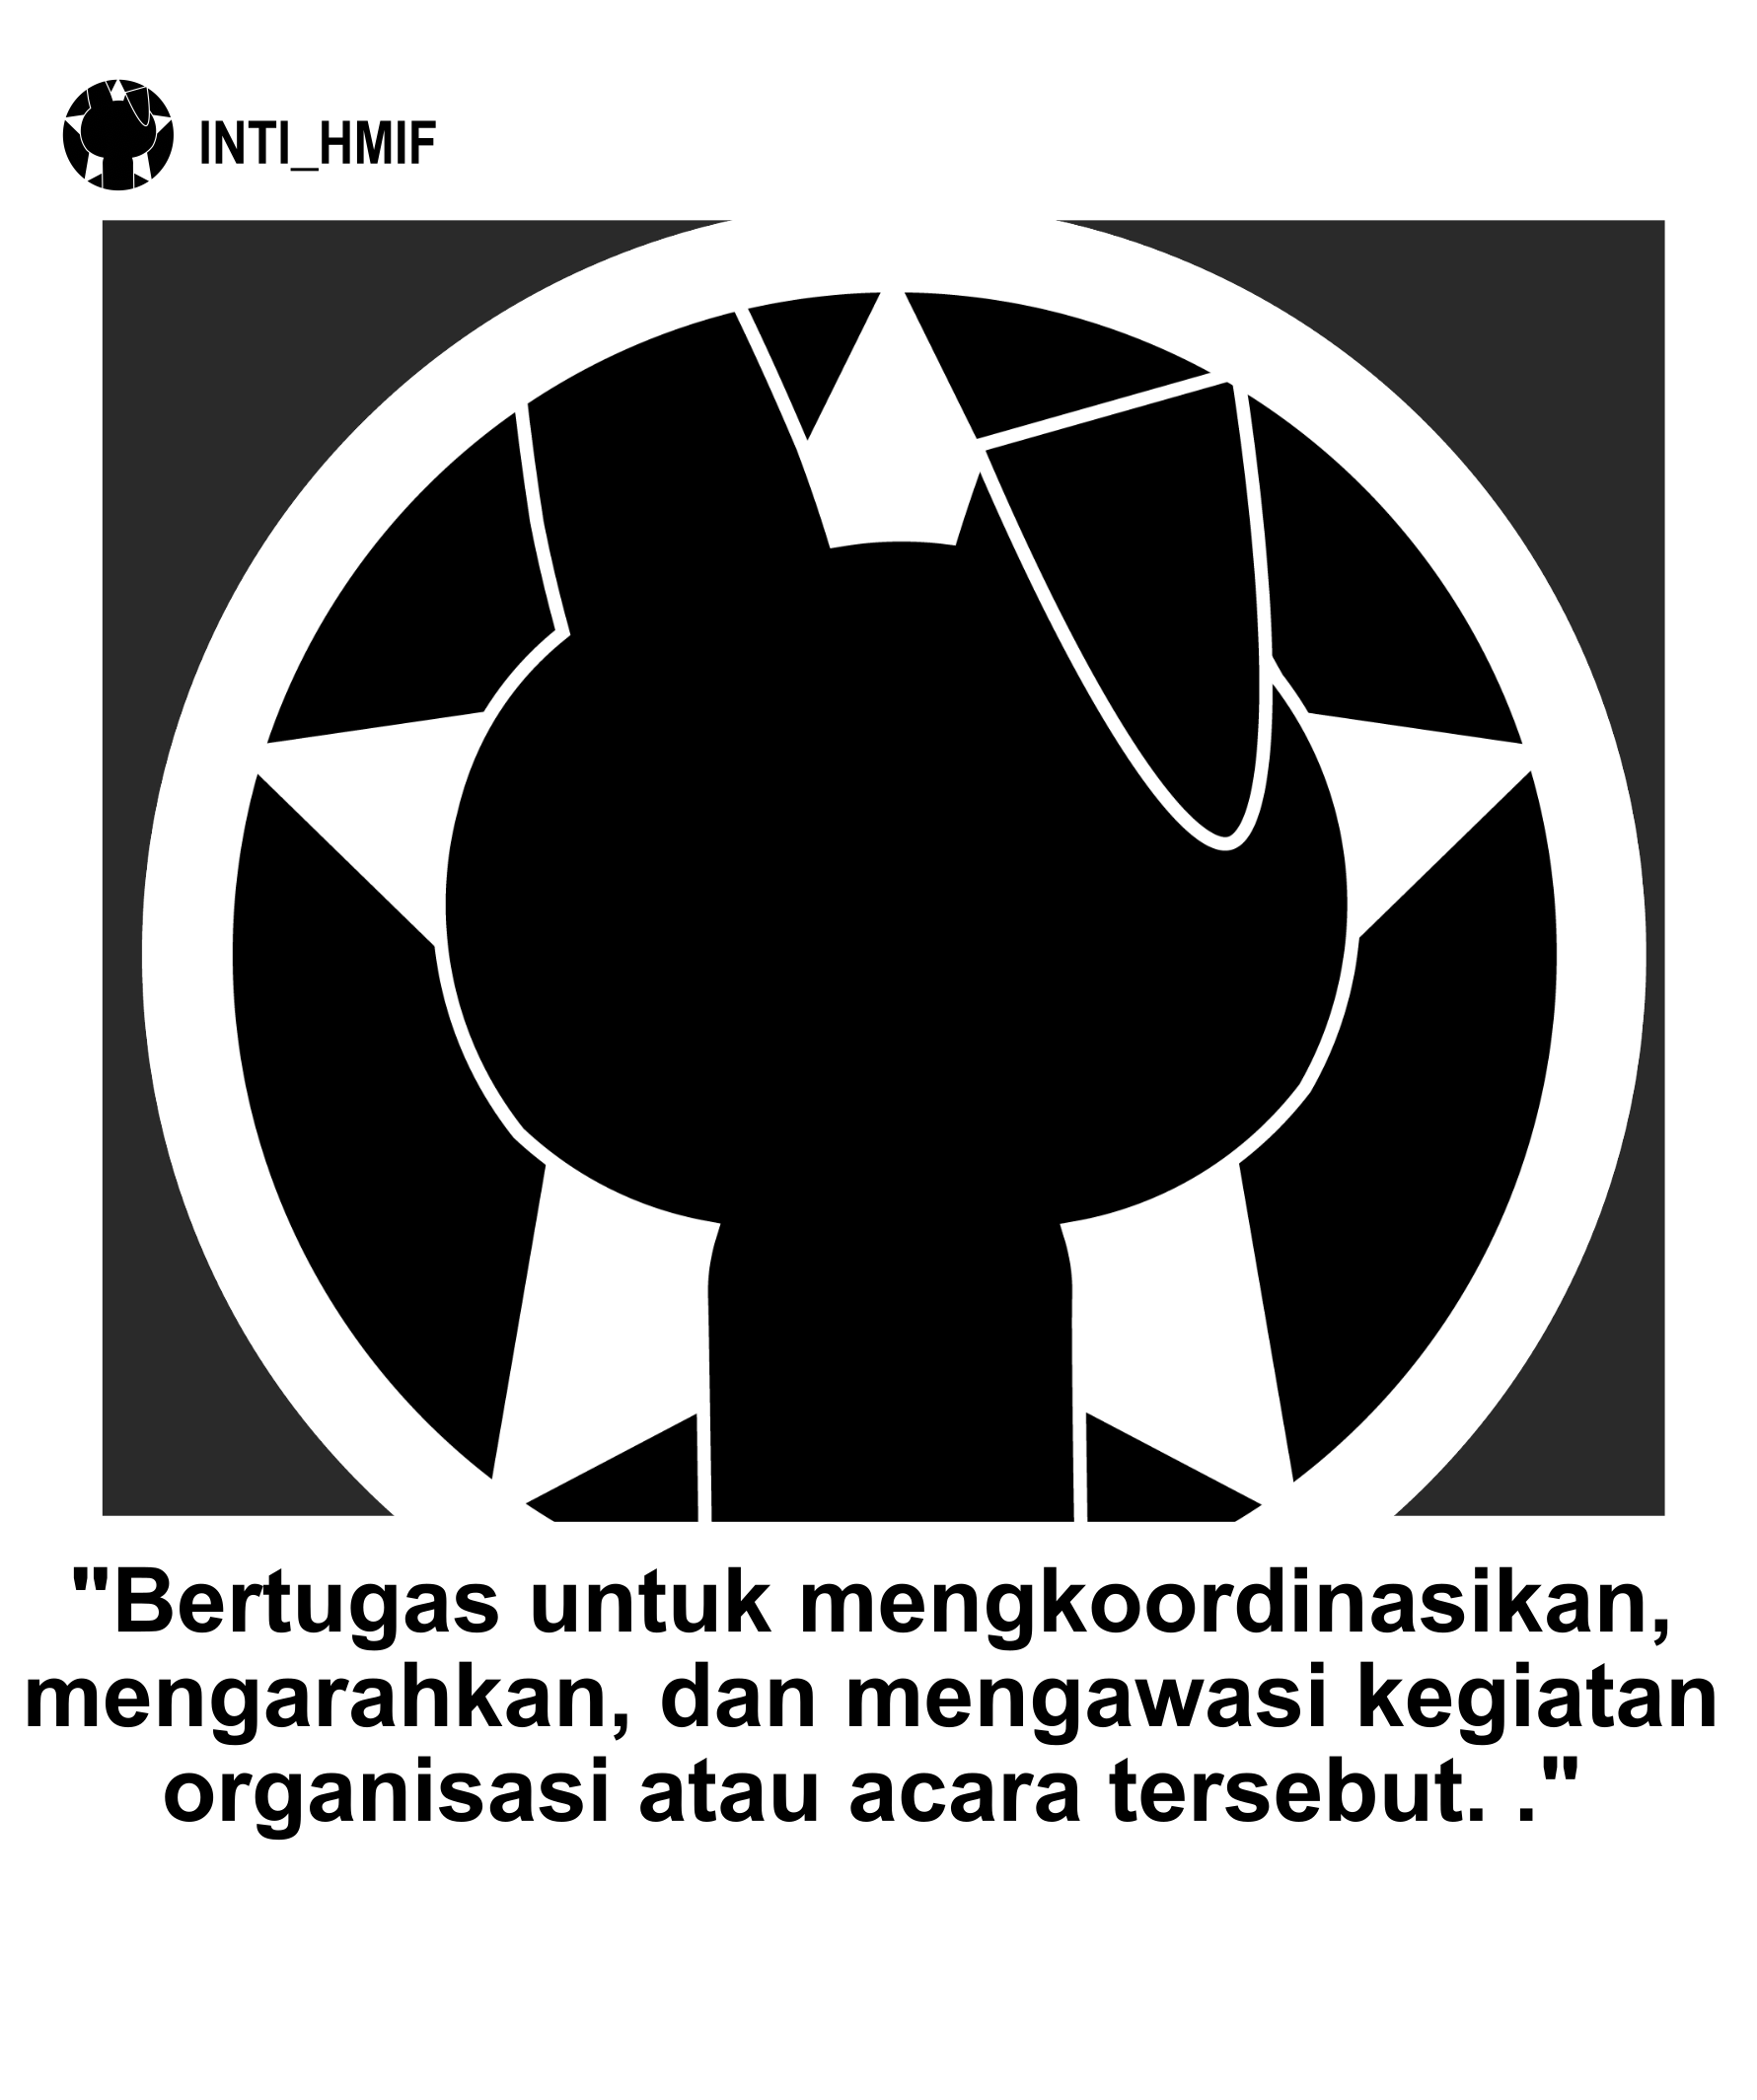 INTI_HMIF
"Bertugas untuk mengkoordinasikan,
mengarahkan, dan mengawasi kegiatan
organisasi atau acara tersebut. ."